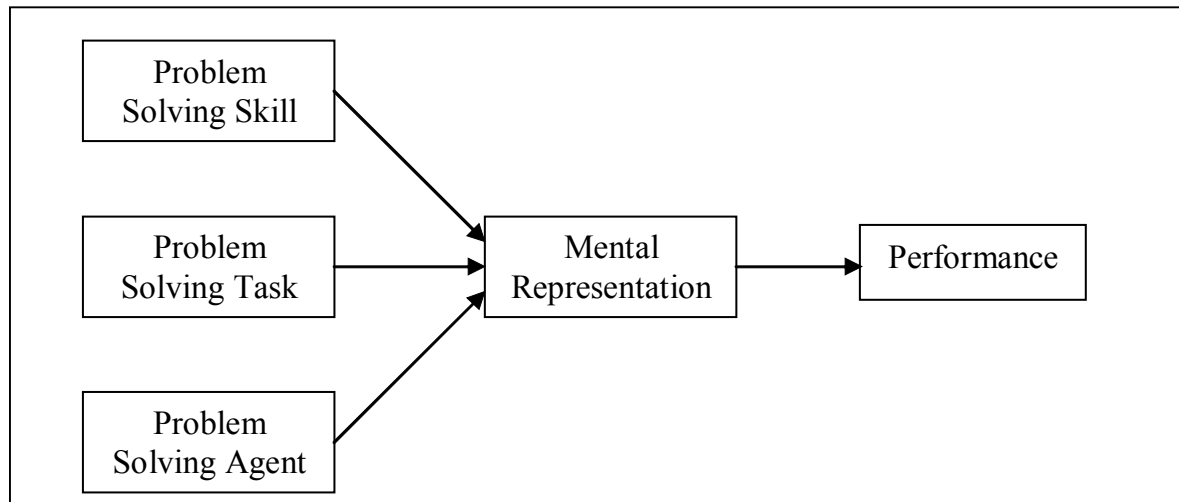 Problem
Solving Skill
Problem
Solving Task
Mental
Representation
Performance
Problem
Solving Agent